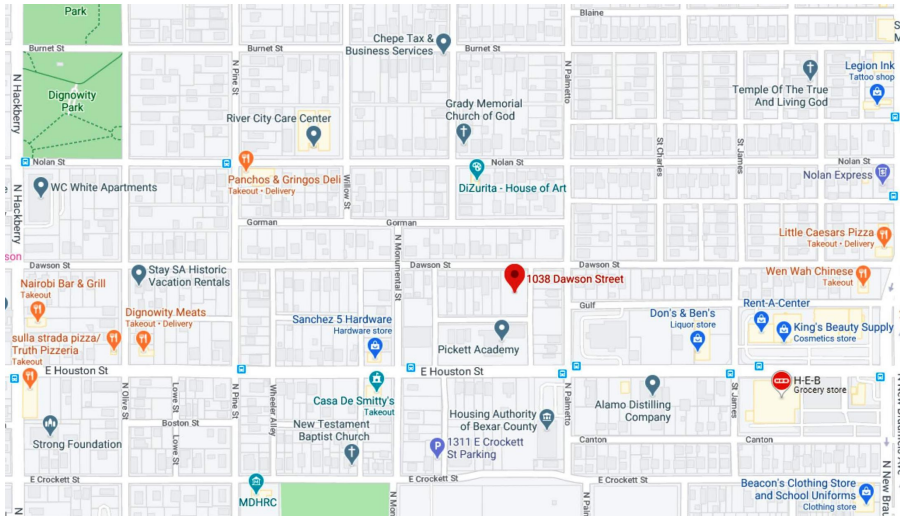 Park
Blaine
Burnet St
Burnet St
Chepe Tax &
Business Services
Burnet St
N Hackberry
N Pine St
N Palmetto
Legion Ink
Tattoo shop
Dignowity
Park
Temple Of The True
And Living God
River City Care Center
Grady Memorial
Church of God
St Charles
St James
Nolan St
Nolan St
Nolan St
Panchos & Gringos Deli
Takeout • Delivery
DiZurita - House of Art
Nolan Express
WC White Apartments
N Hackberry
Willow St
Gorman
Gorman
N Monumental St
Little Caesars Pizza
Takeout • Delivery
son
Dawson St
Dawson St
Dawson St
Stay SA Historic
Vacation Rentals
1038 Dawson Street
Wen Wah Chinese
Takeout
Nairobi Bar & Grill
Takeout
Gulf
Rent-A-Center
Dignowity Meats
Takeout • Delivery
Sanchez 5 Hardware
Hardware store
Don's & Ben's
Liquor store
King's Beauty Supply
Cosmetics store
sulla strada pizza/
Truth Pizzeria
Takeout
Pickett Academy
E Houston St
E Houston St
H-E-B
Grocery store
N Olive St
Lowe St
N Pine St
Wheeler Alley
Casa De Smitty's
Takeout
N Palmetto
Alamo Distilling
Company
St James
Boston St
Housing Authority
of Bexar County
New Testament
Baptist Church
Strong Foundation
Lowe St
1311 E Crockett
St Parking
Canton
Canton
E Crockett St
E Crockett St
E Crockett St
MDHRC
Beacon's Clothing Store
and School Uniforms
Clothing store